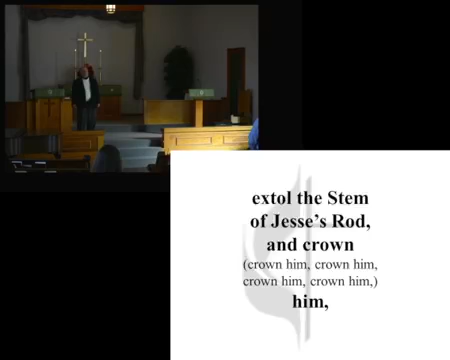 extol the Stem
of Jesse's Rod,
and crown
(crown him, crown him,
crown him, crown him,)
him,